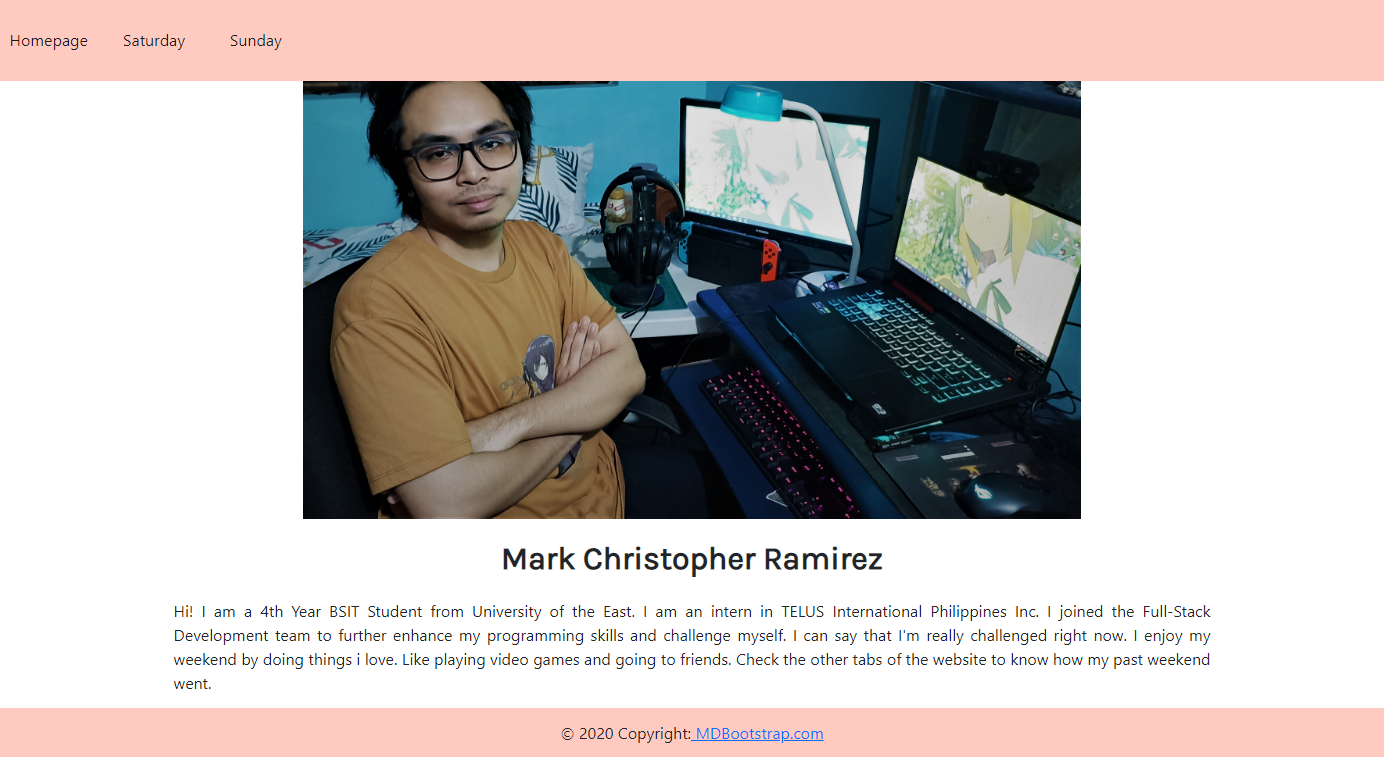 Homepage Saturday Sunday
Mark Christopher Ramirez
Hi! I am a 4th Year BSIT Student from University of the East. I am an intern in TELUS International Philippines Inc. I joined the Full-Stack
Development team to further enhance my programming skills and challenge myself. I can say that I'm really challenged right now. I enjoy my
weekend by doing things i love. Like playing video games and going to friends. Check the other tabs of the website to know how my past weekend
went.
© 2020 Copyright: MDBootstrap.com